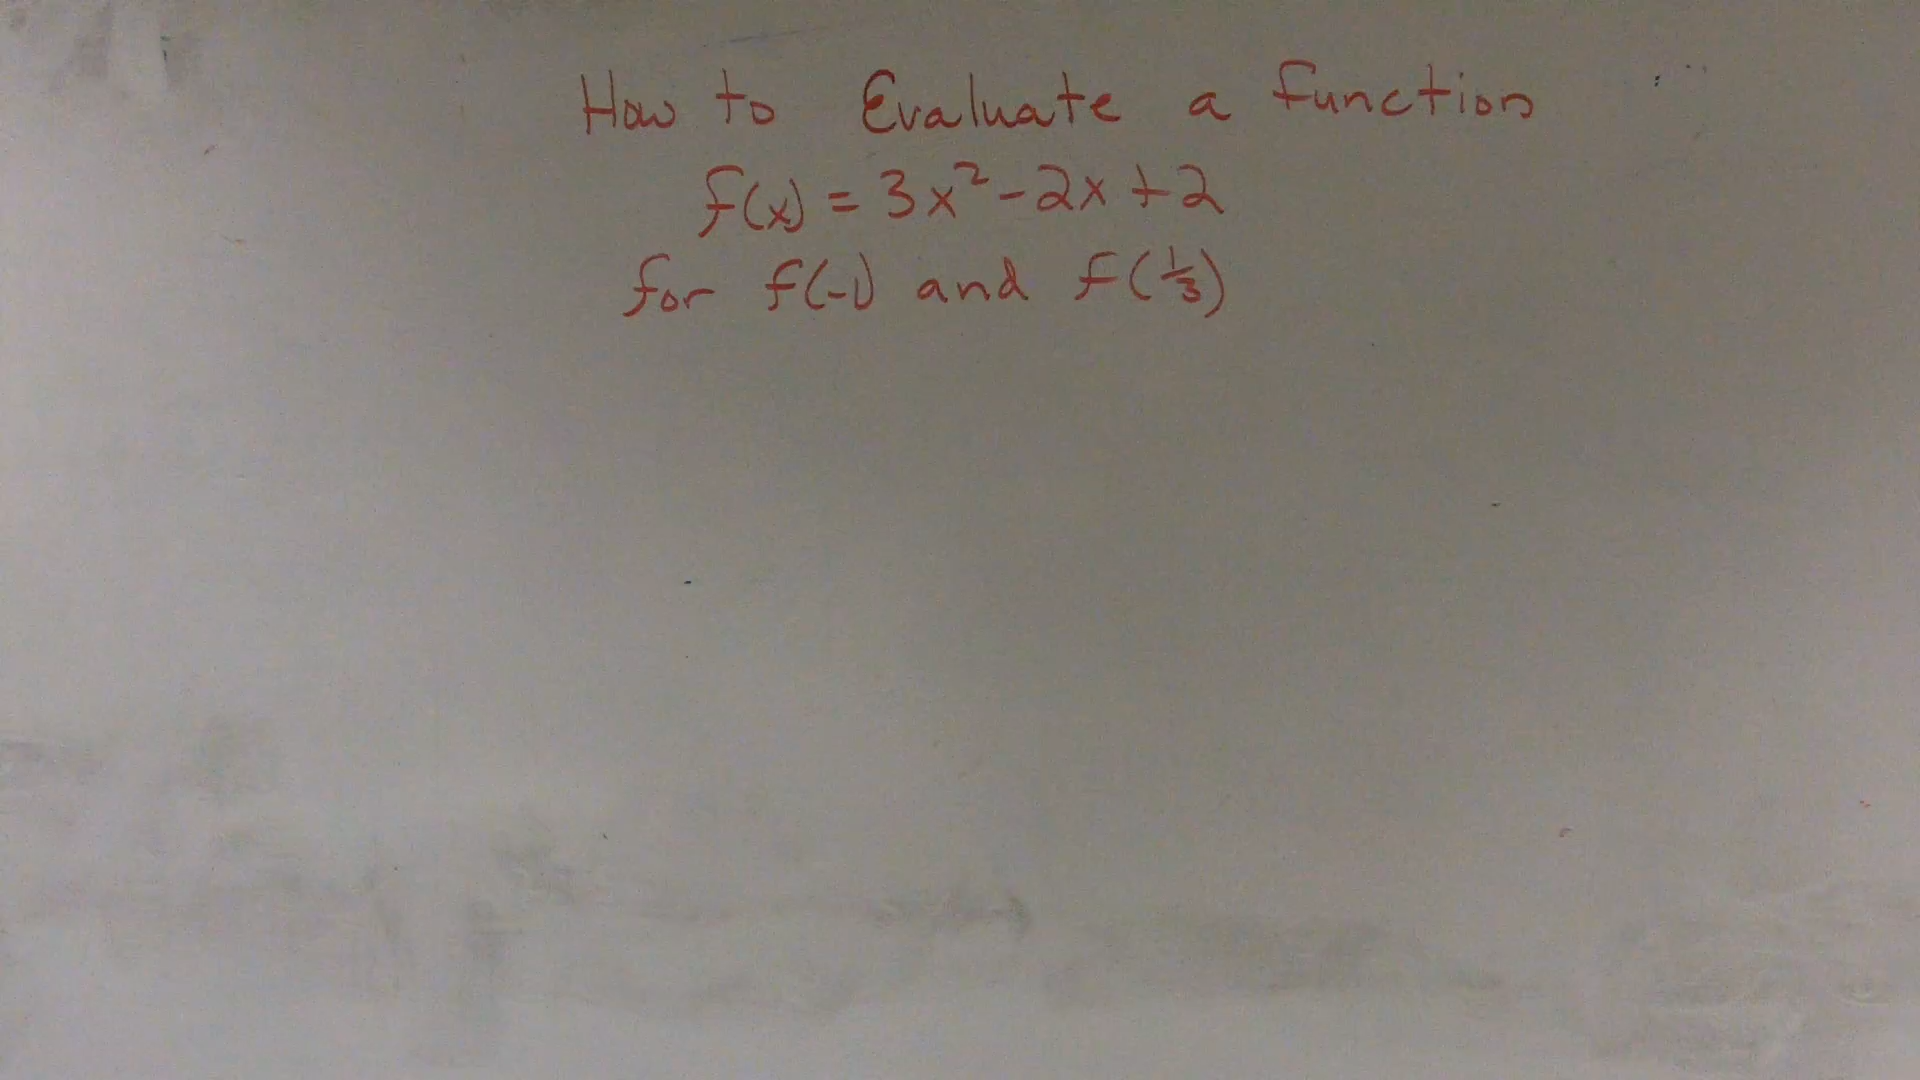 How to Evaluate a function
f(x) = 3x² - 2x + 2
for f(-1) and f(⅓)